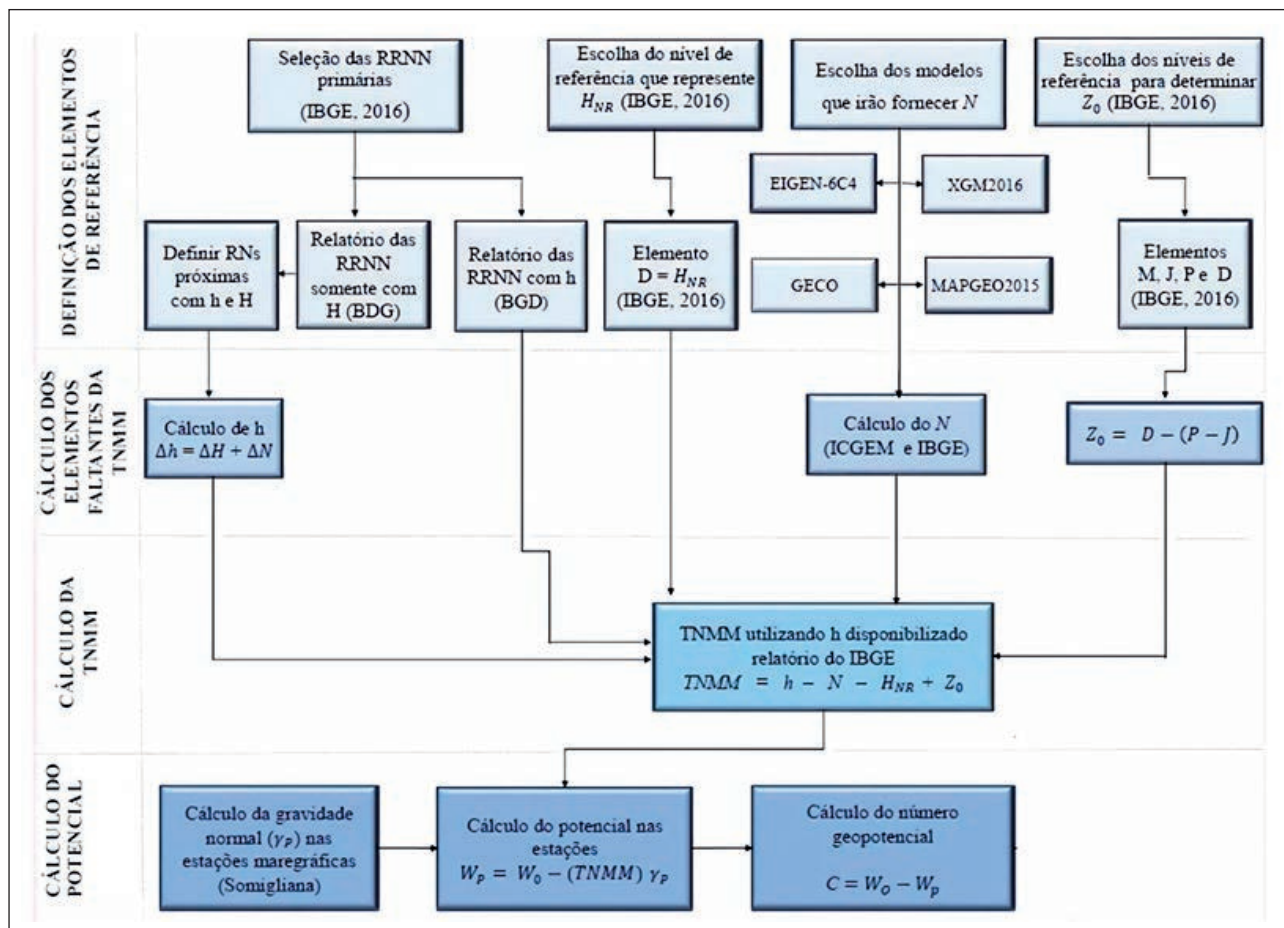 DEFINIÇÃO DOS ELEMENTOS
DE REFERÊNCIA
Seleção das RRNN
primárias
(IBGE, 2016)
Escolha do nível de
referência que represente
H_NR (IBGE, 2016)
Escolha dos modelos
que irão fornecer N
Escolha dos níveis de
referência para determinar
Z_0 (IBGE, 2016)
EIGEN-6C4
XGM2016
Definir RNs
próximas
com h e H
Relatório das
RRNN
somente com
H (BDG)
Relatório das
RRNN com h
(BGD)
Elemento
D = H_NR
(IBGE, 2016)
GECO
MAPGEO2015
Elementos
M, J, P e D
(IBGE, 2016)
CÁLCULO DOS
ELEMENTOS
FALTANTES DA
TNMM
Cálculo de h
Δh = ΔH + ΔN
Cálculo do N
(ICGEM e IBGE)
Z_0 = D − (P − J)
CÁLCULO DA
TNMM
TNMM utilizando h disponibilizado
relatório do IBGE
TNMM = h − N − H_NR + Z_0
CÁLCULO DO
POTENCIAL
Cálculo da gravidade
normal (γ_P) nas
estações maregráficas
(Somigliana)
Cálculo do potencial nas
estações
W_P = W_0 − (TNMM) γ_P
Cálculo do número
geopotencial
C = W_O − W_p